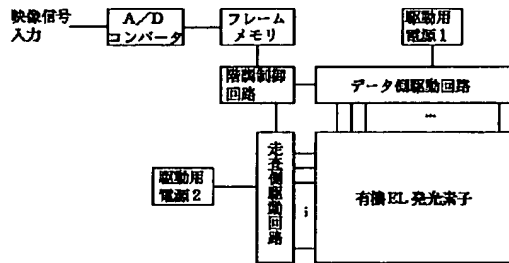 映像信号
入力
A/D
コンバータ
フレーム
メモリ
駆動用
電源1
階調制御
回路
データ側駆動回路
走査側駆動回路
駆動用
電源2
有機EL発光素子